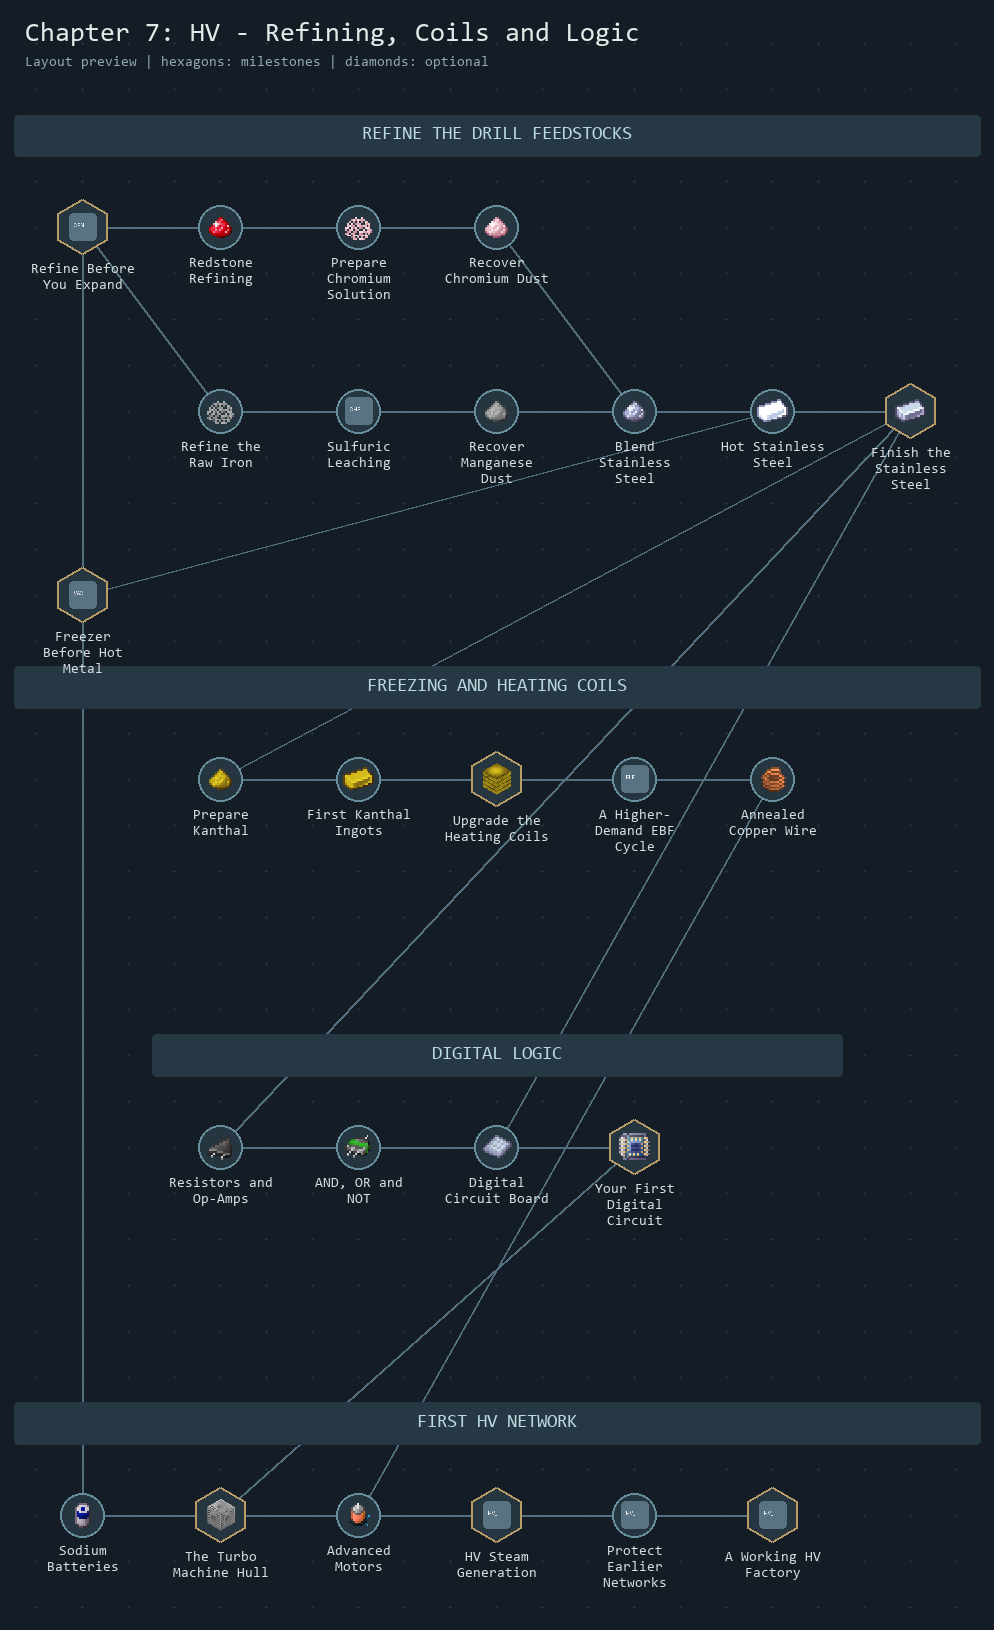 Chapter 7: HV - Refining, Coils and Logic
Layout preview | hexagons: milestones | diamonds: optional
REFINE THE DRILL FEEDSTOCKS
Refine Before
You Expand
Redstone
Refining
Prepare
Chromium
Solution
Recover
Chromium Dust
Refine the
Raw Iron
Sulfuric
Leaching
Recover
Manganese
Dust
Blend
Stainless
Steel
Hot Stainless
Steel
Finish the
Stainless
Steel
Freezer
Before Hot
Metal
FREEZING AND HEATING COILS
Prepare
Kanthal
First Kanthal
Ingots
Upgrade the
Heating Coils
A Higher-
Demand EBF
Cycle
Annealed
Copper Wire
DIGITAL LOGIC
Resistors and
Op-Amps
AND, OR and
NOT
Digital
Circuit Board
Your First
Digital
Circuit
FIRST HV NETWORK
Sodium
Batteries
The Turbo
Machine Hull
Advanced
Motors
HV Steam
Generation
Protect
Earlier
Networks
A Working HV
Factory